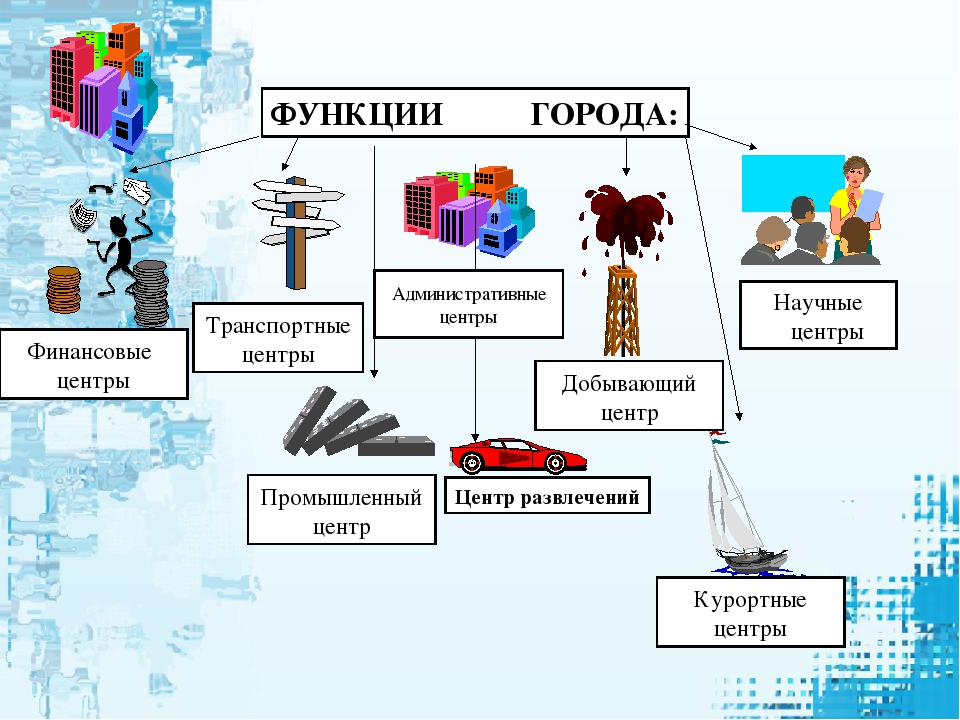 ФУНКЦИИ ГОРОДА:
Финансовые
центры
Транспортные
центры
Административные
центры
Научные
центры
Добывающий
центр
Промышленный
центр
Центр развлечений
Курортные
центры